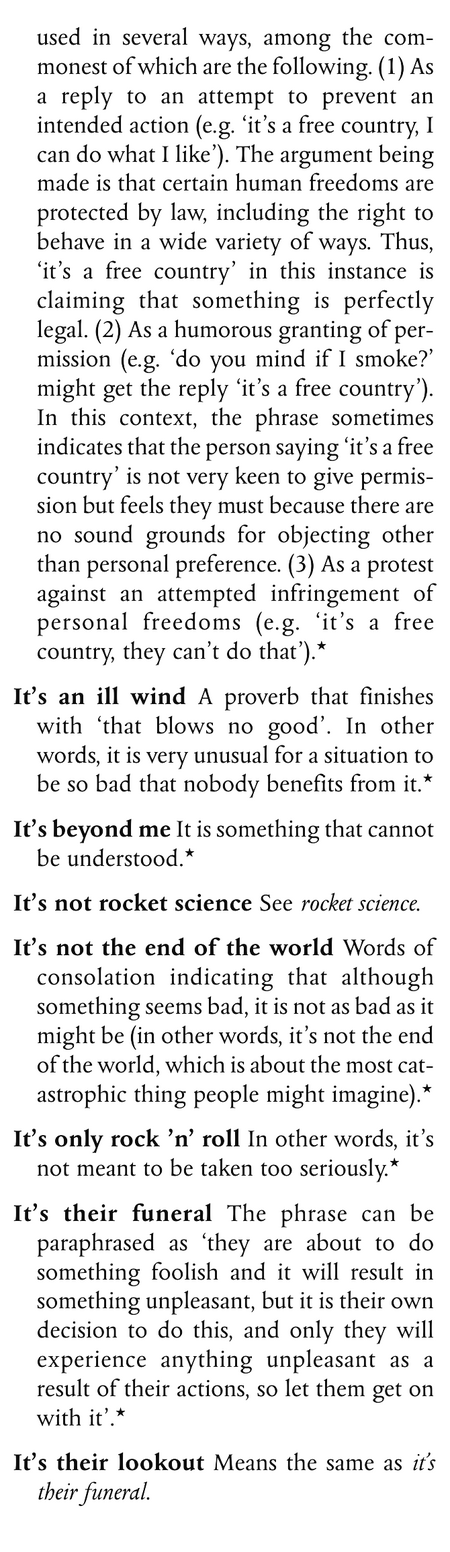 used in several ways, among the com-
monest of which are the following. (1) As
a reply to an attempt to prevent an
intended action (e.g. ‘it’s a free country, I
can do what I like’). The argument being
made is that certain human freedoms are
protected by law, including the right to
behave in a wide variety of ways. Thus,
‘it’s a free country’ in this instance is
claiming that something is perfectly
legal. (2) As a humorous granting of per-
mission (e.g. ‘do you mind if I smoke?’
might get the reply ‘it’s a free country’).
In this context, the phrase sometimes
indicates that the person saying ‘it’s a free
country’ is not very keen to give permis-
sion but feels they must because there are
no sound grounds for objecting other
than personal preference. (3) As a protest
against an attempted infringement of
personal freedoms (e.g. ‘it’s a free
country, they can’t do that’).★
It’s an ill wind A proverb that finishes
with ‘that blows no good’. In other
words, it is very unusual for a situation to
be so bad that nobody benefits from it.★
It’s beyond me It is something that cannot
be understood.★
It’s not rocket science See rocket science.
It’s not the end of the world Words of
consolation indicating that although
something seems bad, it is not as bad as it
might be (in other words, it’s not the end
of the world, which is about the most cat-
astrophic thing people might imagine).★
It’s only rock ’n’ roll In other words, it’s
not meant to be taken too seriously.★
It’s their funeral The phrase can be
paraphrased as ‘they are about to do
something foolish and it will result in
something unpleasant, but it is their own
decision to do this, and only they will
experience anything unpleasant as a
result of their actions, so let them get on
with it’.★
It’s their lookout Means the same as it’s
their funeral.